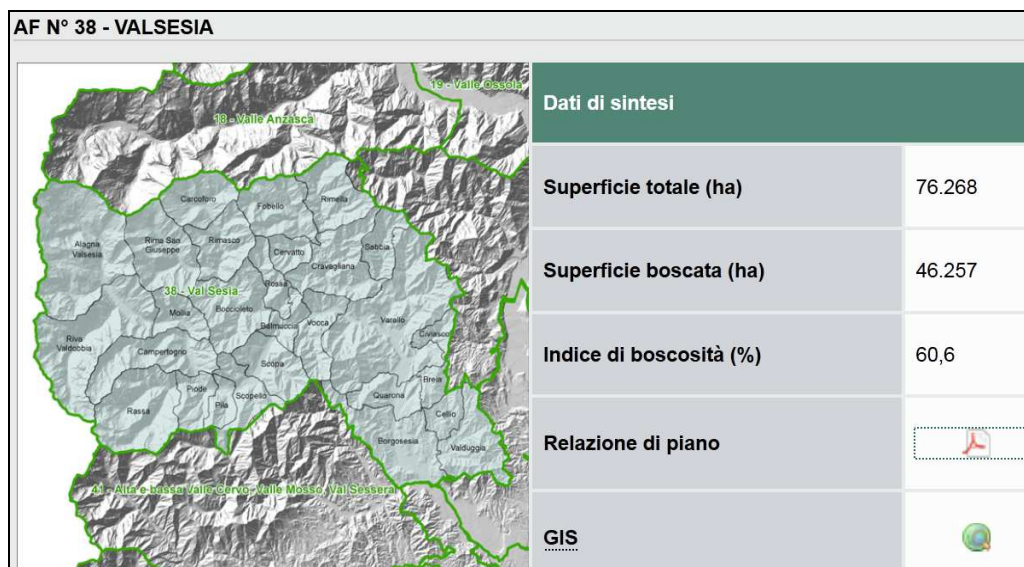 AF N° 38 - VALSESIA
19 - Valle Ossola
18 - Valle Anzasca
Carcoforo
Rimella
Fobello
Alagna
Valsesia
Rima San
Giuseppe
Rimasco
Sabbia
Cervatto
Cravagliana
Rossa
38 - Val Sesia
Mollia
Boccioleto
Balmuccia
Vocca
Varallo
Civiasco
Riva
Valdobbia
Campertogno
Scopa
Piode
Scopello
Pila
Rassa
Quarona
Breia
Cellio
Borgosesia
Valduggia
41 - Alta e bassa Valle Cervo, Valle Mosso, Val Sessera
Dati di sintesi
Superficie totale (ha) 76.268
Superficie boscata (ha) 46.257
Indice di boscosità (%) 60,6
Relazione di piano
GIS